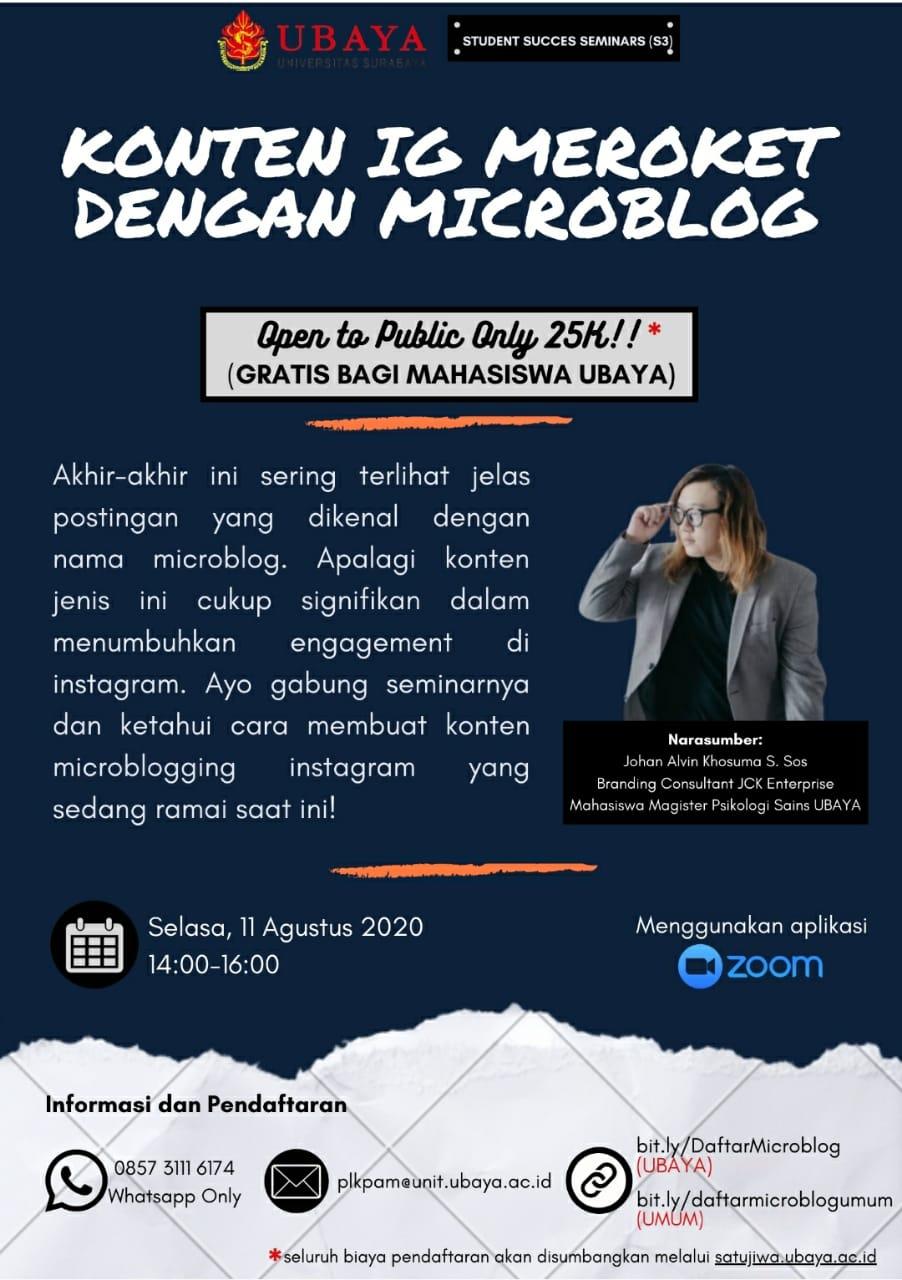 UBAYA
UNIVERSITAS SURABAYA
STUDENT SUCCES SEMINARS (S3)
KONTEN IG MEROKET
DENGAN MICROBLOG
Open to Public Only 25K!! *
(GRATIS BAGI MAHASISWA UBAYA)
Akhir-akhir ini sering terlihat jelas
postingan yang dikenal dengan
nama microblog. Apalagi konten
jenis ini cukup signifikan dalam
menumbuhkan engagement di
instagram. Ayo gabung seminarnya
dan ketahui cara membuat konten
microblogging instagram yang
sedang ramai saat ini!
Narasumber:
Johan Alvin Khosuma S. Sos
Branding Consultant JCK Enterprise
Mahasiswa Magister Psikologi Sains UBAYA
Selasa, 11 Agustus 2020
14:00-16:00
Menggunakan aplikasi
zoom
Informasi dan Pendaftaran
0857 3111 6174
Whatsapp Only
plkpam@unit.ubaya.ac.id
bit.ly/DaftarMicroblog
(UBAYA)
bit.ly/daftarmicroblogumum
(UMUM)
*seluruh biaya pendaftaran akan disumbangkan melalui satujiwa.ubaya.ac.id